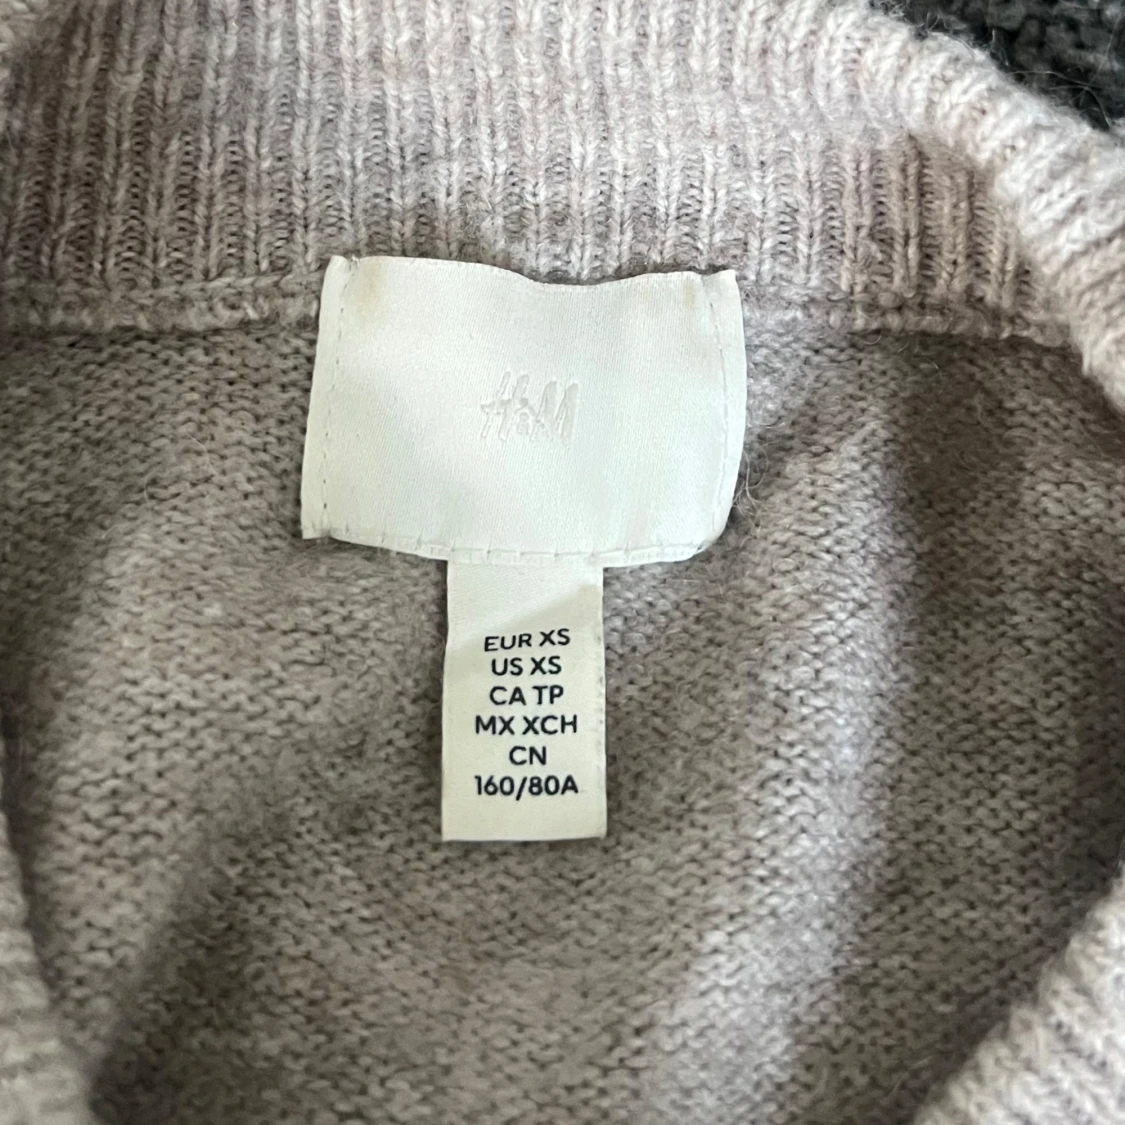 H&M
EUR XS
US XS
CA TP
MX XCH
CN
160/80A